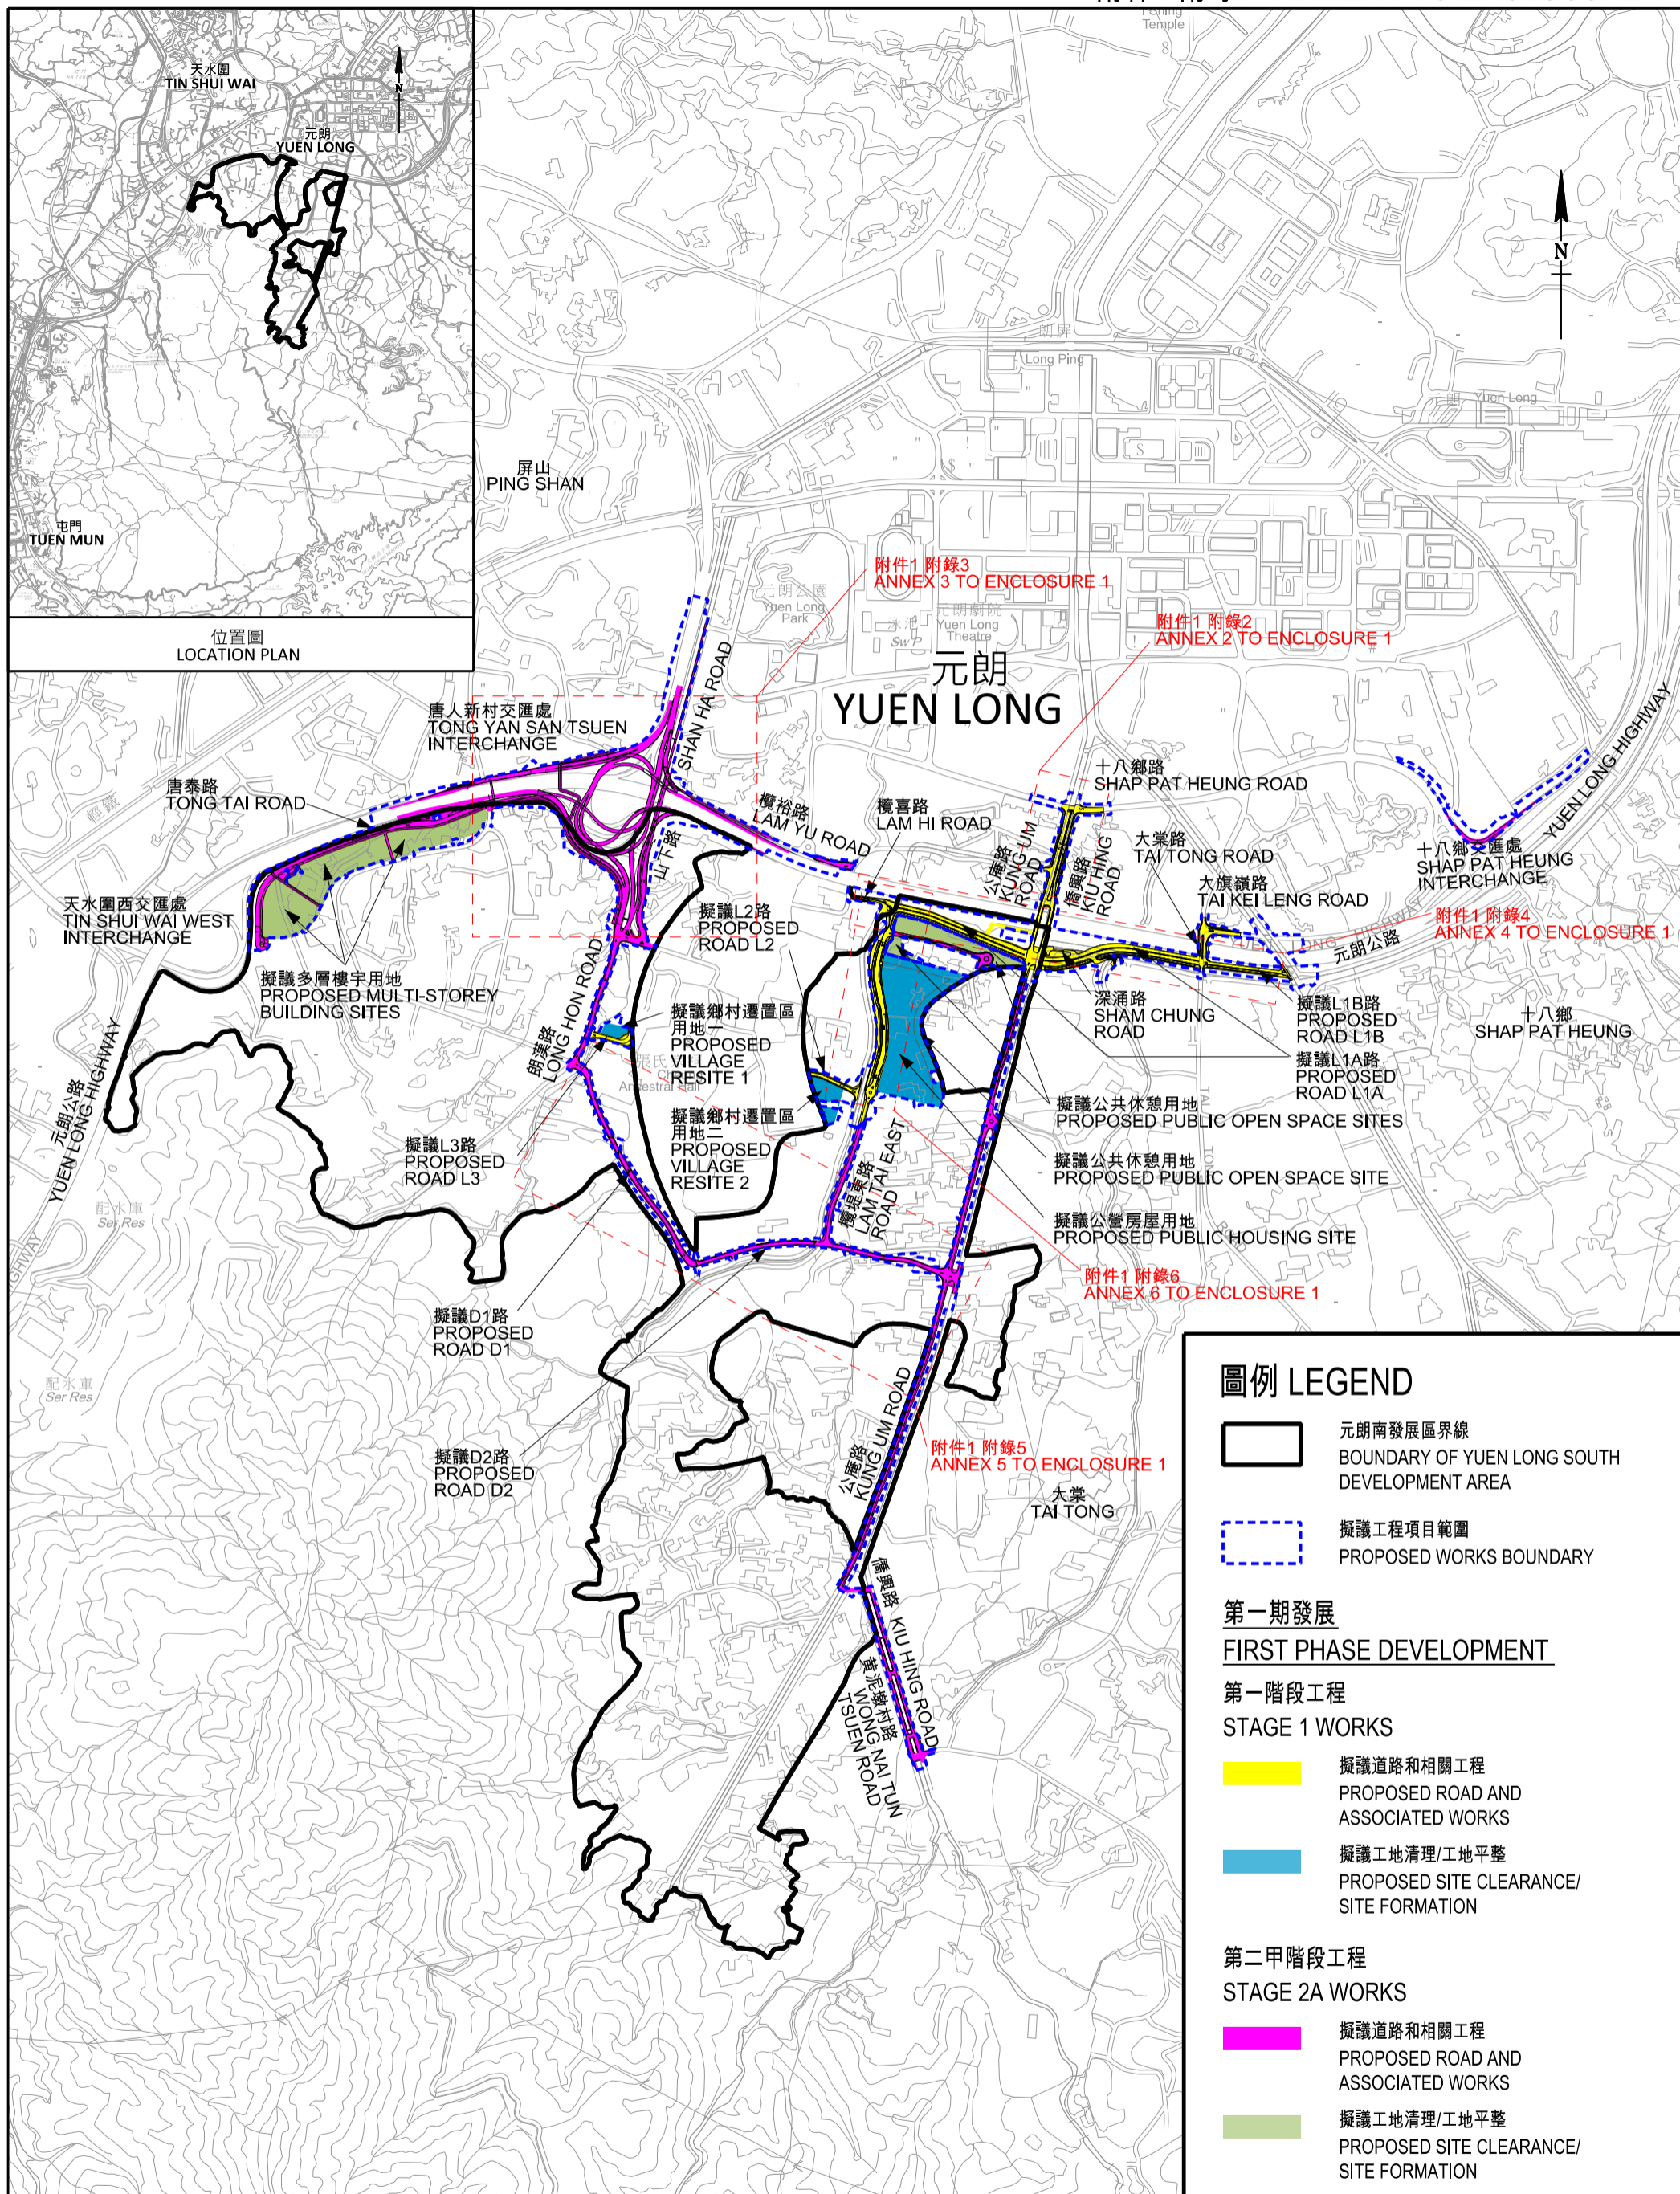 Temple
天水圍
TIN SHUI WAI
元朗
YUEN LONG
N
屯門
TUEN MUN
位置圖
LOCATION PLAN
N
朗屏
Long Ping
元朗
Yuen Long
屏山
PING SHAN
附件1 附錄3
ANNEX 3 TO ENCLOSURE 1
元朗公園
Yuen Long
Park
泳池
Sw P
元朗劇院
Yuen Long
Theatre
附件1 附錄2
ANNEX 2 TO ENCLOSURE 1
元朗
YUEN LONG
SHAN HA ROAD
山下路
唐人新村交匯處
TONG YAN SAN TSUEN
INTERCHANGE
唐泰路
TONG TAI ROAD
輕鐵
欖裕路
LAM YU ROAD
欖喜路
LAM HI ROAD
十八鄉路
SHAP PAT HEUNG ROAD
公庵路
KUNG UM
ROAD
僑興路
KIU HING
ROAD
大棠路
TAI TONG ROAD
大旗嶺路
TAI KEI LENG ROAD
十八鄉交匯處
SHAP PAT HEUNG
INTERCHANGE
YUEN LONG HIGHWAY
附件1 附錄4
ANNEX 4 TO ENCLOSURE 1
元朗公路
天水圍西交匯處
TIN SHUI WAI WEST
INTERCHANGE
擬議多層樓宇用地
PROPOSED MULTI-STOREY
BUILDING SITES
擬議L2路
PROPOSED
ROAD L2
朗漢路
LONG HON ROAD
擬議鄉村遷置區
用地一
PROPOSED
VILLAGE
RESITE 1
擬議鄉村遷置區
用地二
PROPOSED
VILLAGE
RESITE 2
深涌路
SHAM CHUNG
ROAD
擬議L1B路
PROPOSED
ROAD L1B
擬議L1A路
PROPOSED
ROAD L1A
十八鄉
SHAP PAT HEUNG
擬議公共休憩用地
PROPOSED PUBLIC OPEN SPACE SITES
擬議公共休憩用地
PROPOSED PUBLIC OPEN SPACE SITE
擬議公營房屋用地
PROPOSED PUBLIC HOUSING SITE
附件1 附錄6
ANNEX 6 TO ENCLOSURE 1
元朗公路
YUEN LONG HIGHWAY
擬議L3路
PROPOSED
ROAD L3
欖堤東路
LAM TAI EAST
ROAD
配水庫
Ser Res
擬議D1路
PROPOSED
ROAD D1
配水庫
Ser Res
擬議D2路
PROPOSED
ROAD D2
公庵路
KUNG UM ROAD
附件1 附錄5
ANNEX 5 TO ENCLOSURE 1
大棠
TAI TONG
僑興路 KIU HING ROAD
黃泥墩村路
WONG NAI TUN
TSUEN ROAD
圖例 LEGEND
元朗南發展區界線
BOUNDARY OF YUEN LONG SOUTH
DEVELOPMENT AREA
擬議工程項目範圍
PROPOSED WORKS BOUNDARY
第一期發展
FIRST PHASE DEVELOPMENT
第一階段工程
STAGE 1 WORKS
擬議道路和相關工程
PROPOSED ROAD AND
ASSOCIATED WORKS
擬議工地清理/工地平整
PROPOSED SITE CLEARANCE/
SITE FORMATION
第二甲階段工程
STAGE 2A WORKS
擬議道路和相關工程
PROPOSED ROAD AND
ASSOCIATED WORKS
擬議工地清理/工地平整
PROPOSED SITE CLEARANCE/
SITE FORMATION